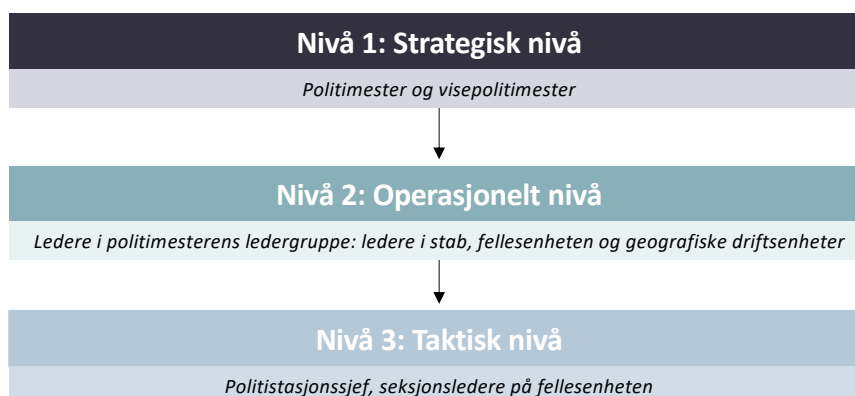 Nivå 1: Strategisk nivå
Politimester og visepolitimester
Nivå 2: Operasjonelt nivå
Ledere i politimesterens ledergruppe: ledere i stab, fellesenheten og geografiske driftsenheter
Nivå 3: Taktisk nivå
Politistasjonssjef, seksjonsledere på fellesenheten